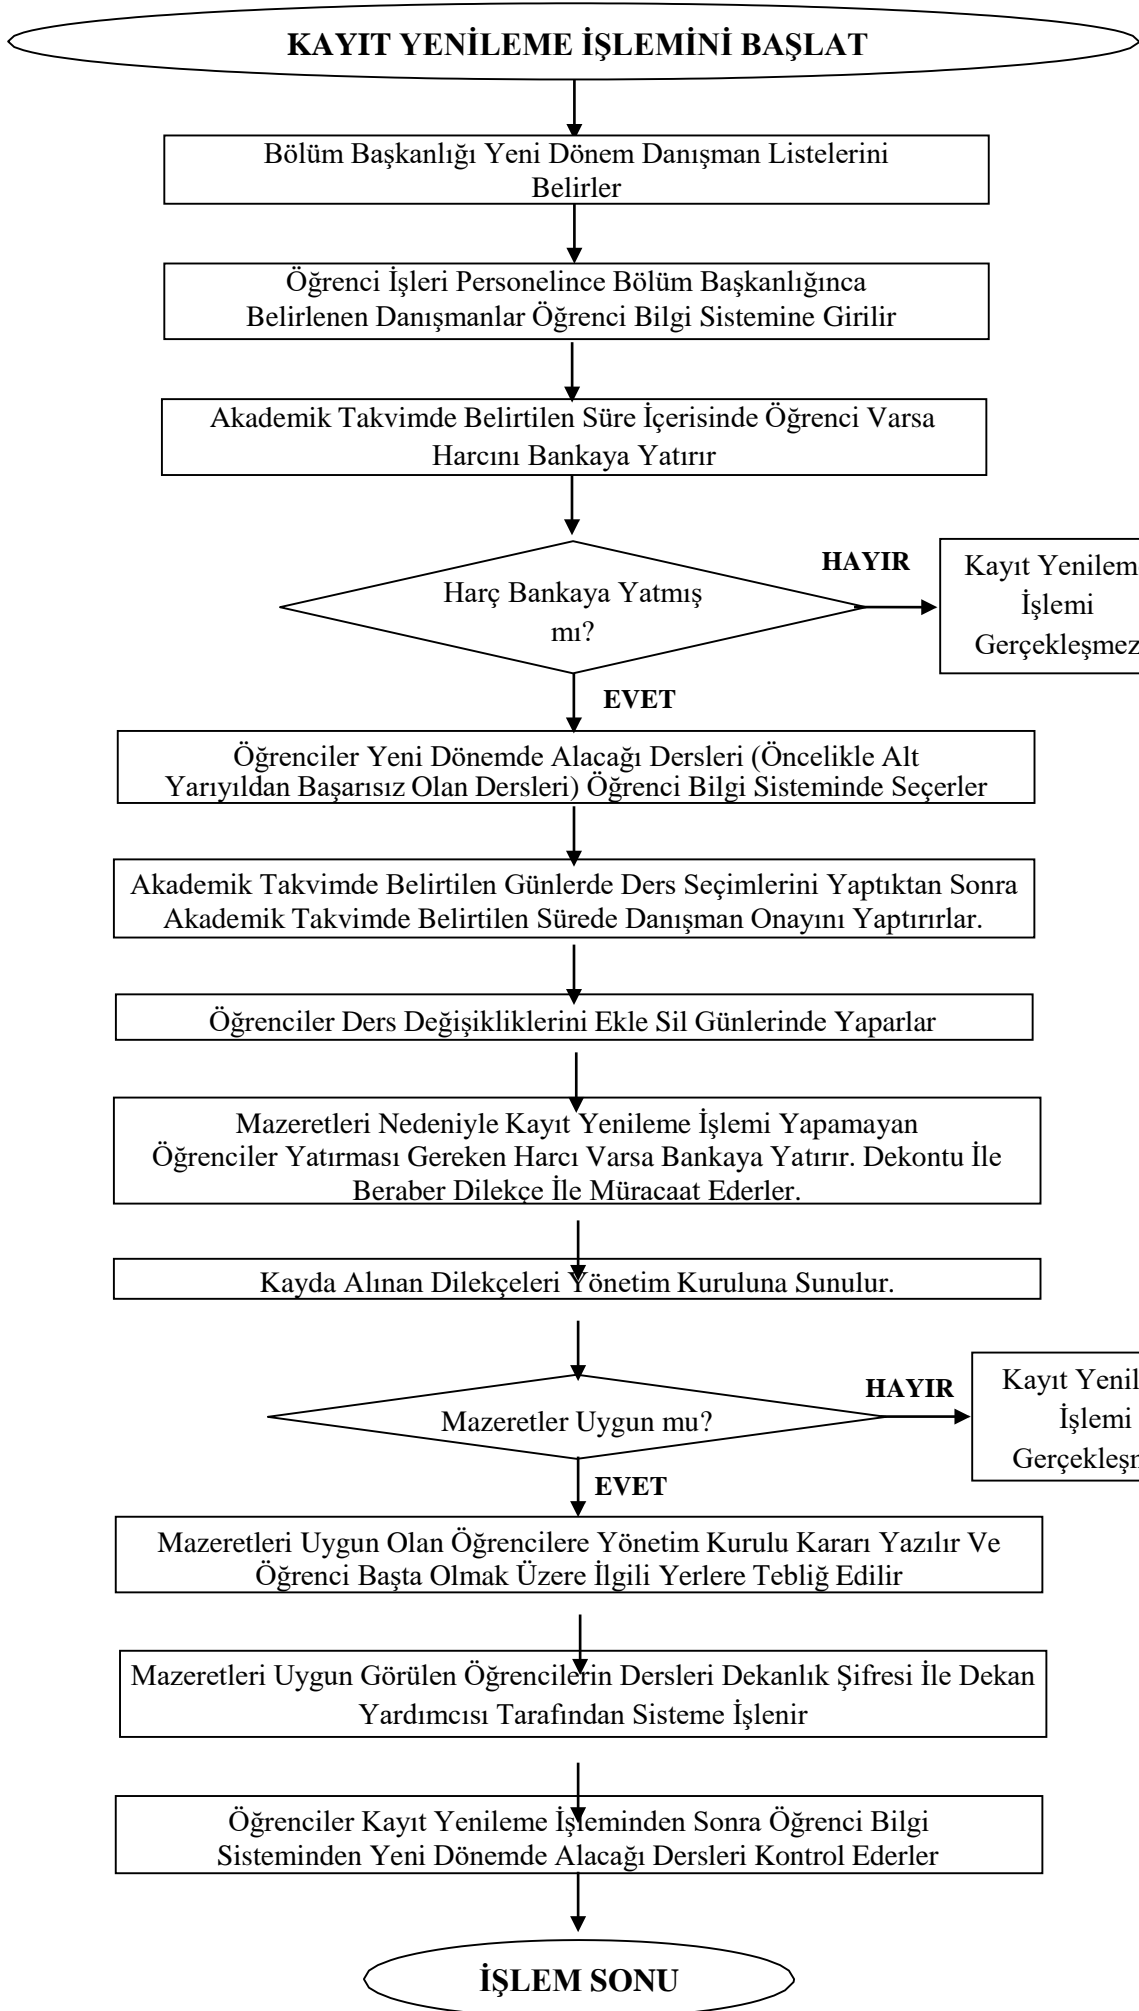 KAYIT YENİLEME İŞLEMİNİ BAŞLAT
Bölüm Başkanlığı Yeni Dönem Danışman Listelerini
Belirler
Öğrenci İşleri Personelince Bölüm Başkanlığınca
Belirlenen Danışmanlar Öğrenci Bilgi Sistemine Girilir
Akademik Takvimde Belirtilen Süre İçerisinde Öğrenci Varsa
Harcını Bankaya Yatırır
Harç Bankaya Yatmış
mı?
HAYIR
Kayıt Yenilem
İşlemi
Gerçekleşmez
EVET
Öğrenciler Yeni Dönemde Alacağı Dersleri (Öncelikle Alt
Yarıyıldan Başarısız Olan Dersleri) Öğrenci Bilgi Sisteminde Seçerler
Akademik Takvimde Belirtilen Günlerde Ders Seçimlerini Yaptıktan Sonra
Akademik Takvimde Belirtilen Sürede Danışman Onayını Yaptırırlar.
Öğrenciler Ders Değişikliklerini Ekle Sil Günlerinde Yaparlar
Mazeretleri Nedeniyle Kayıt Yenileme İşlemi Yapamayan
Öğrenciler Yatırması Gereken Harcı Varsa Bankaya Yatırır. Dekontu İle
Beraber Dilekçe İle Müracaat Ederler.
Kayda Alınan Dilekçeleri Yönetim Kuruluna Sunulur.
Mazeretler Uygun mu?
HAYIR
Kayıt Yenil
İşlemi
Gerçekleşm
EVET
Mazeretleri Uygun Olan Öğrencilere Yönetim Kurulu Kararı Yazılır Ve
Öğrenci Başta Olmak Üzere İlgili Yerlere Tebliğ Edilir
Mazeretleri Uygun Görülen Öğrencilerin Dersleri Dekanlık Şifresi İle Dekan
Yardımcısı Tarafından Sisteme İşlenir
Öğrenciler Kayıt Yenileme İşleminden Sonra Öğrenci Bilgi
Sisteminden Yeni Dönemde Alacağı Dersleri Kontrol Ederler
İŞLEM SONU